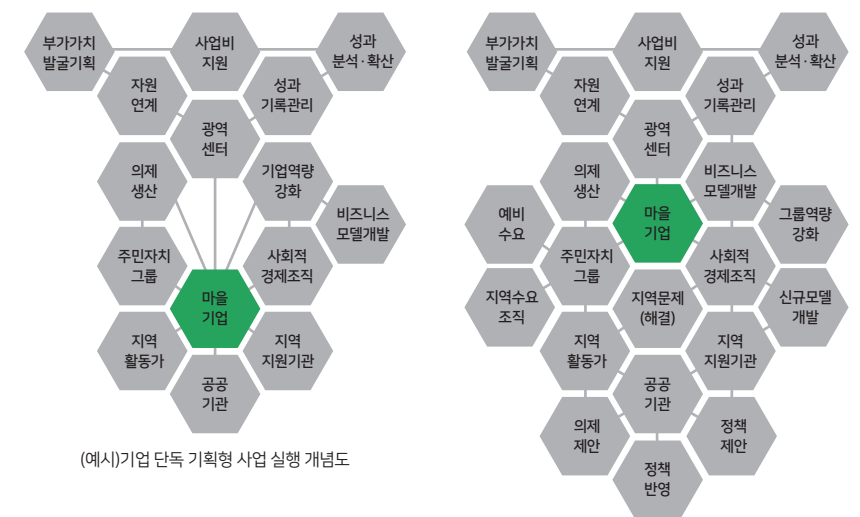 부가가치
발굴기획
사업비
지원
성과
분석·확산
자원
연계
성과
기록관리
광역
센터
의제
생산
기업역량
강화
비즈니스
모델개발
주민자치
그룹
사회적
경제조직
마을
기업
지역
활동가
지역
지원기관
공공
기관
(예시)기업 단독 기획형 사업 실행 개념도
부가가치
발굴기획
사업비
지원
성과
분석·확산
자원
연계
성과
기록관리
광역
센터
의제
생산
비즈니스
모델개발
예비
수요
마을
기업
그룹역량
강화
주민자치
그룹
사회적
경제조직
지역수요
조직
지역문제
(해결)
신규모델
개발
지역
활동가
지역
지원기관
공공
기관
의제
제안
정책
제안
정책
반영